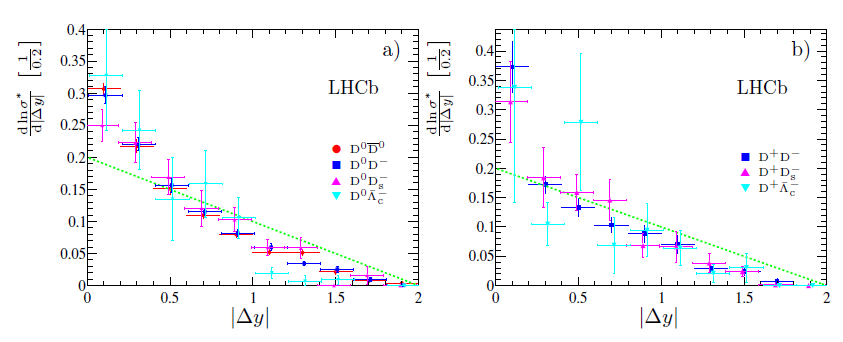 a)
LHCb
D⁰D̅⁰
D⁰D⁻
D⁰Dₛ⁻
D⁰Λ̅c⁻
d ln σ* / d|Δy| [1/0.2]
0.4
0.35
0.3
0.25
0.2
0.15
0.1
0.05
0
0 0.5 1 1.5 2
|Δy|
b)
LHCb
D⁺D⁻
D⁺Dₛ⁻
D⁺Λ̅c⁻
d ln σ* / d|Δy| [1/0.2]
0.4
0.35
0.3
0.25
0.2
0.15
0.1
0.05
0
0 0.5 1 1.5 2
|Δy|